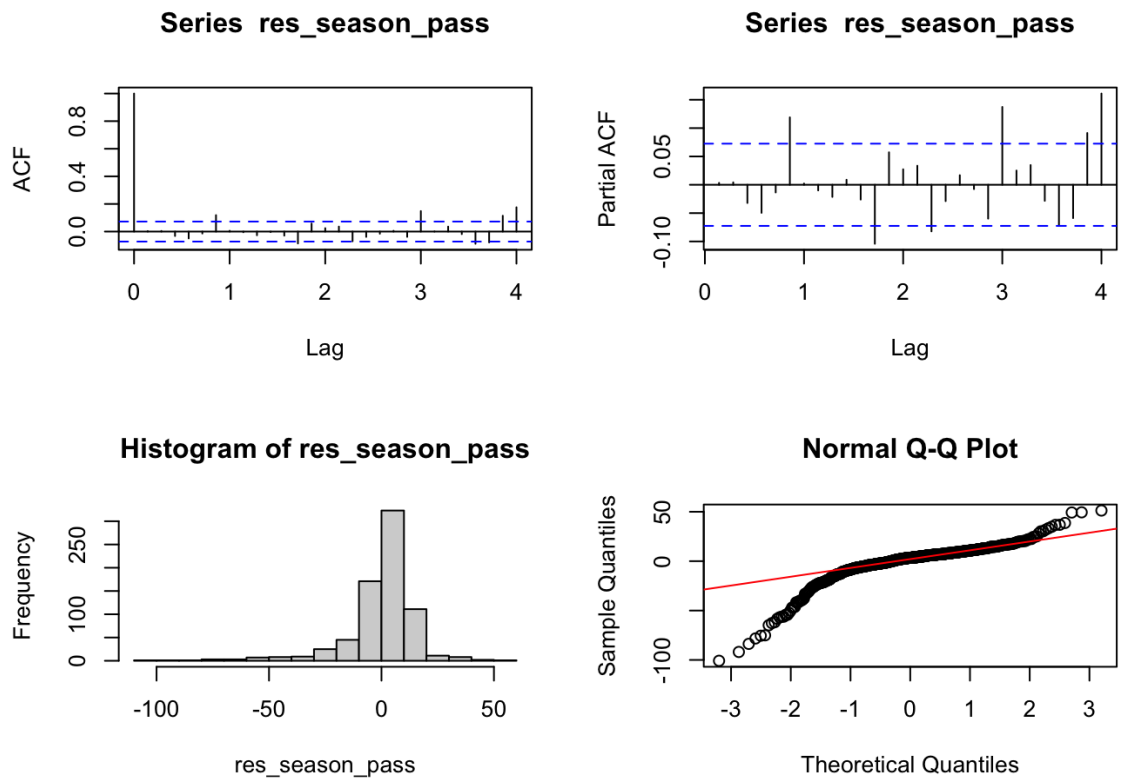 Series res_season_pass
ACF
0.0 0.4 0.8
0 1 2 3 4
Lag
Series res_season_pass
Partial ACF
-0.10 0.05
0 1 2 3 4
Lag
Histogram of res_season_pass
Frequency
0 100 250
-100 -50 0 50
res_season_pass
Normal Q-Q Plot
Sample Quantiles
-100 0 50
-3 -2 -1 0 1 2 3
Theoretical Quantiles